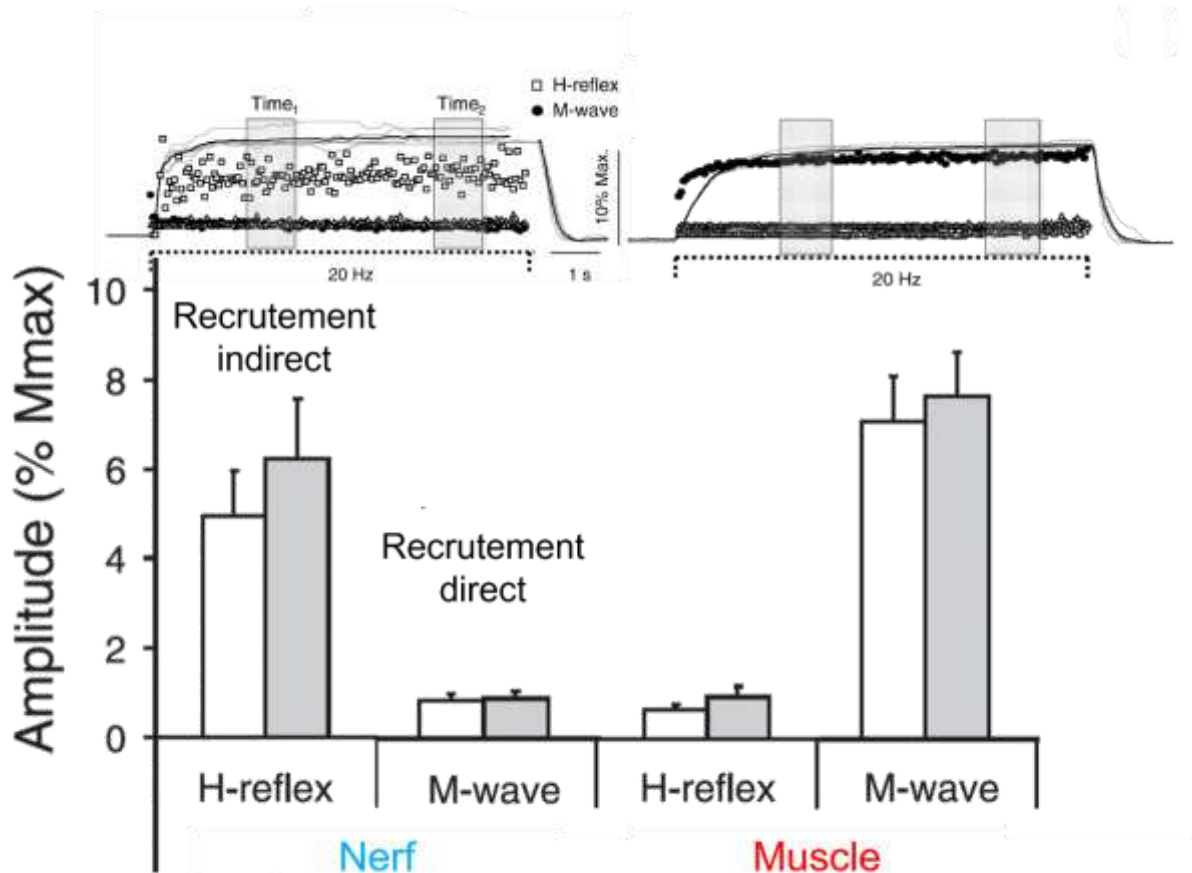 Time₁
Time₂
□ H-reflex
● M-wave
10% Max.
20 Hz
1 s
20 Hz
Amplitude (% Mmax)
10
8
6
4
2
0
Recrutement
indirect
Recrutement
direct
H-reflex
M-wave
H-reflex
M-wave
Nerf
Muscle